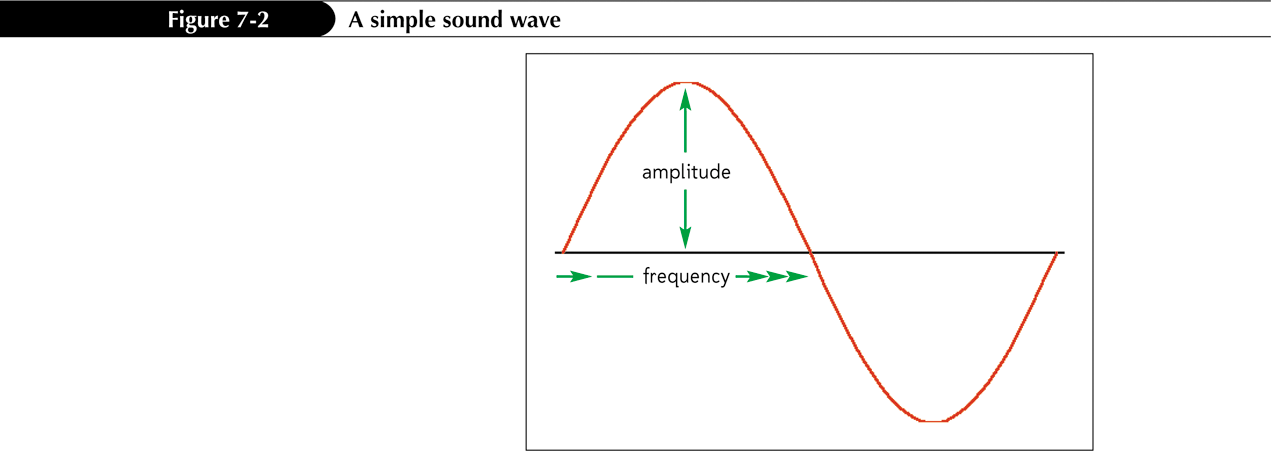 Figure 7-2 A simple sound wave
amplitude
frequency